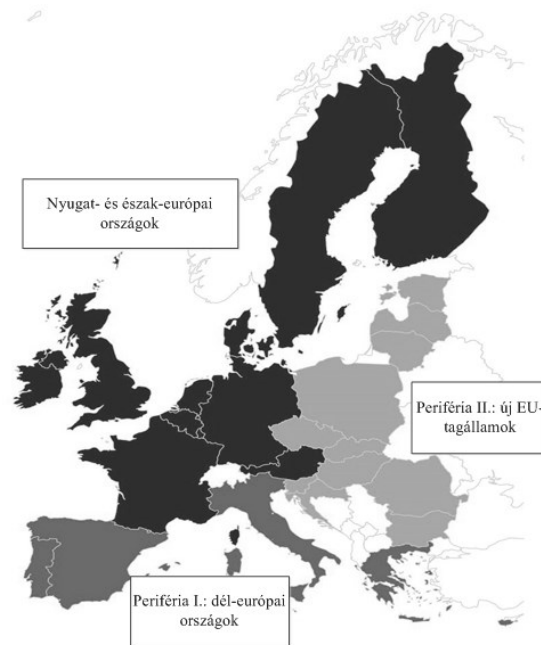 Nyugat- és észak-európai
országok
Periféria II.: új EU-
tagállamok
Periféria I.: dél-európai
országok